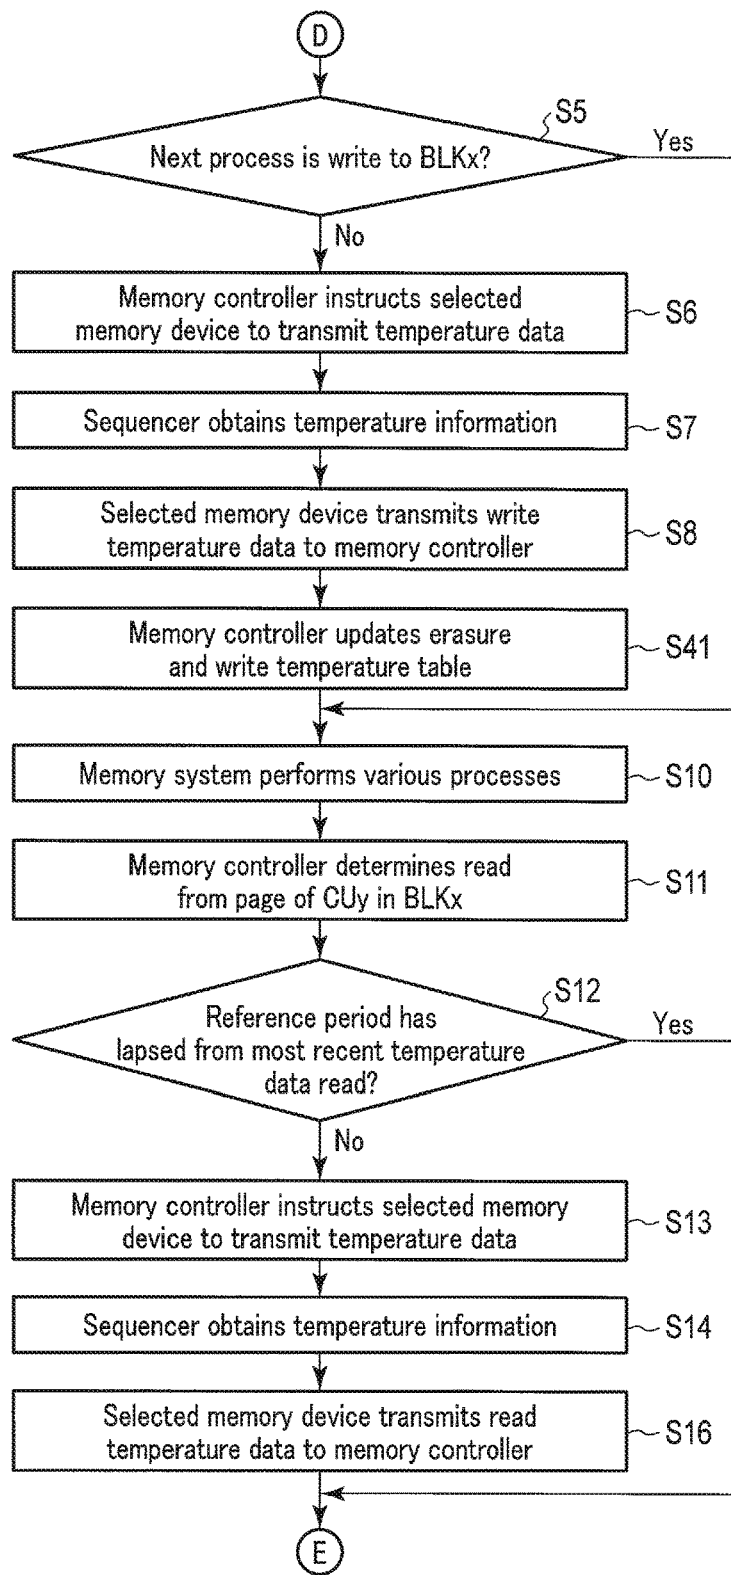 D
S5
Next process is write to BLKx?
Yes
No
Memory controller instructs selected
memory device to transmit temperature data
S6
Sequencer obtains temperature information
S7
Selected memory device transmits write
temperature data to memory controller
S8
Memory controller updates erasure
and write temperature table
S41
Memory system performs various processes
S10
Memory controller determines read
from page of CUy in BLKx
S11
S12
Reference period has
lapsed from most recent temperature
data read?
Yes
No
Memory controller instructs selected memory
device to transmit temperature data
S13
Sequencer obtains temperature information
S14
Selected memory device transmits read
temperature data to memory controller
S16
E